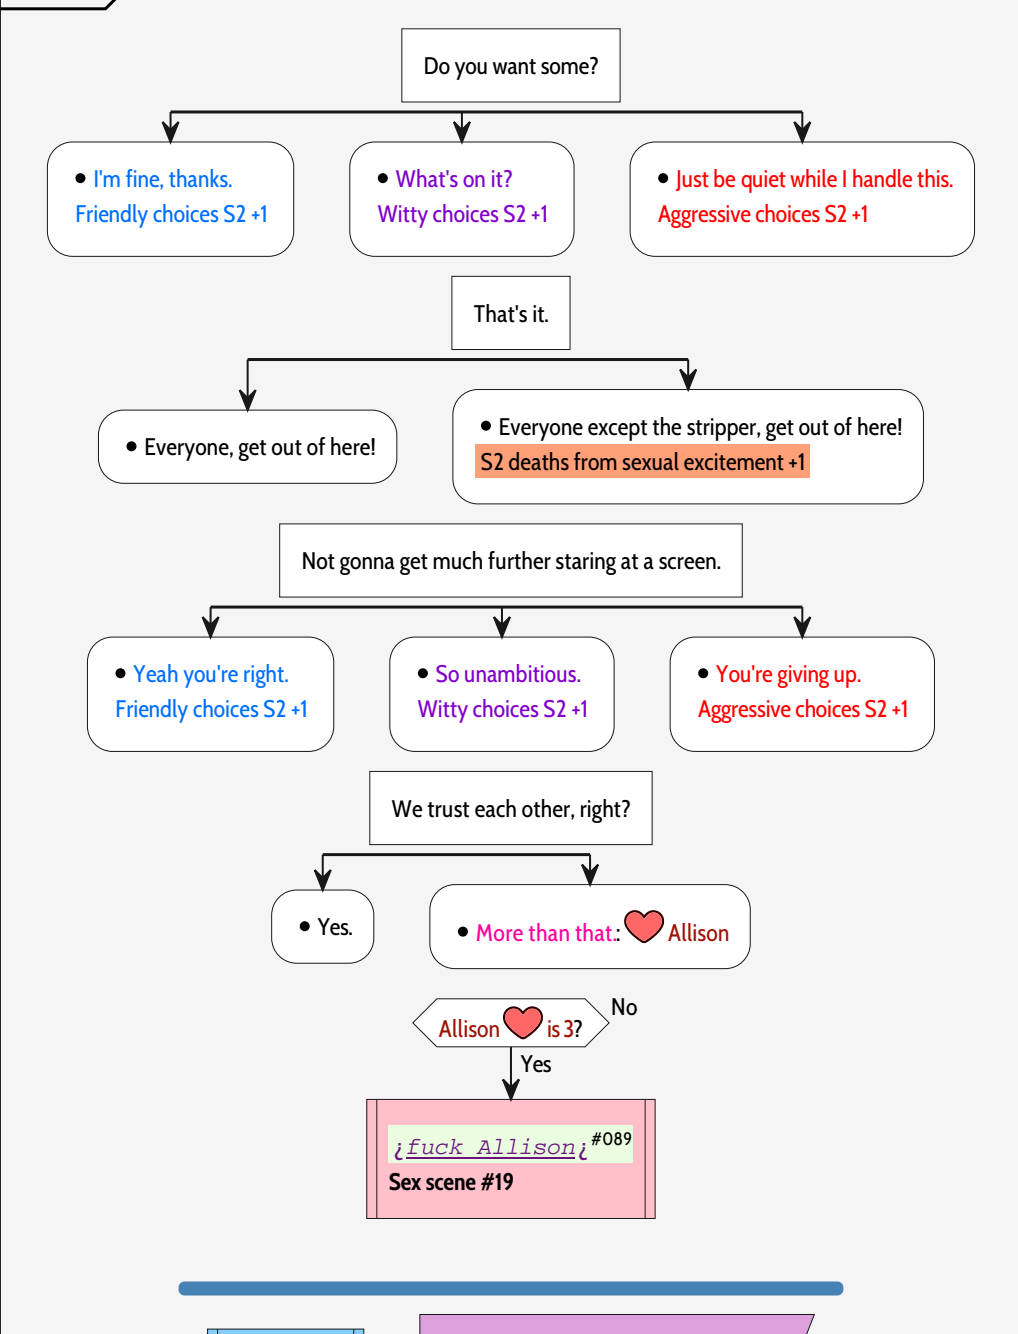 Do you want some?
• I'm fine, thanks.
Friendly choices S2 +1
• What's on it?
Witty choices S2 +1
• Just be quiet while I handle this.
Aggressive choices S2 +1
That's it.
• Everyone, get out of here!
• Everyone except the stripper, get out of here!
S2 deaths from sexual excitement +1
Not gonna get much further staring at a screen.
• Yeah you're right.
Friendly choices S2 +1
• So unambitious.
Witty choices S2 +1
• You're giving up.
Aggressive choices S2 +1
We trust each other, right?
• Yes.
• More than that.: ❤ Allison
Allison ❤ is 3?
No
Yes
¿fuck Allison¿#089
Sex scene #19